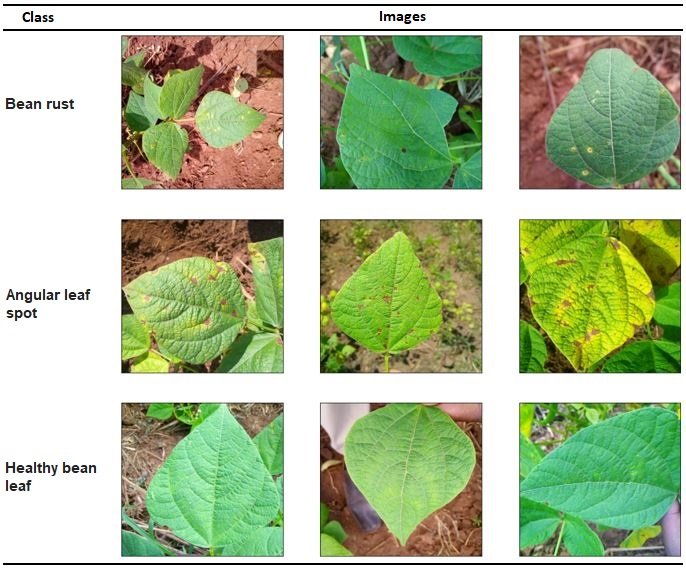 Class Images
Bean rust
Angular leaf
spot
Healthy bean
leaf